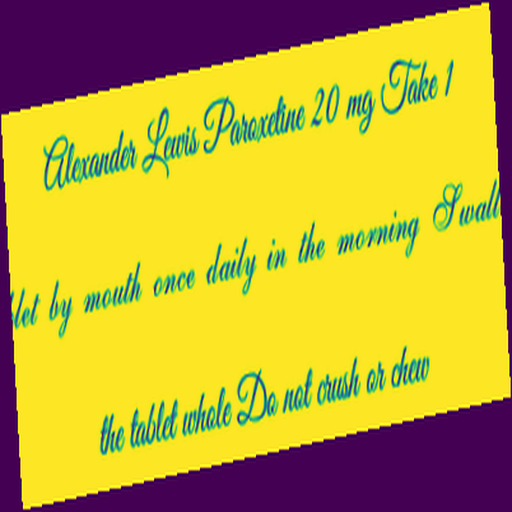 Alexander Lewis Paroxetine 20 mg Take 1
by mouth once daily in the morning
the tablet whole Do not crush or chew